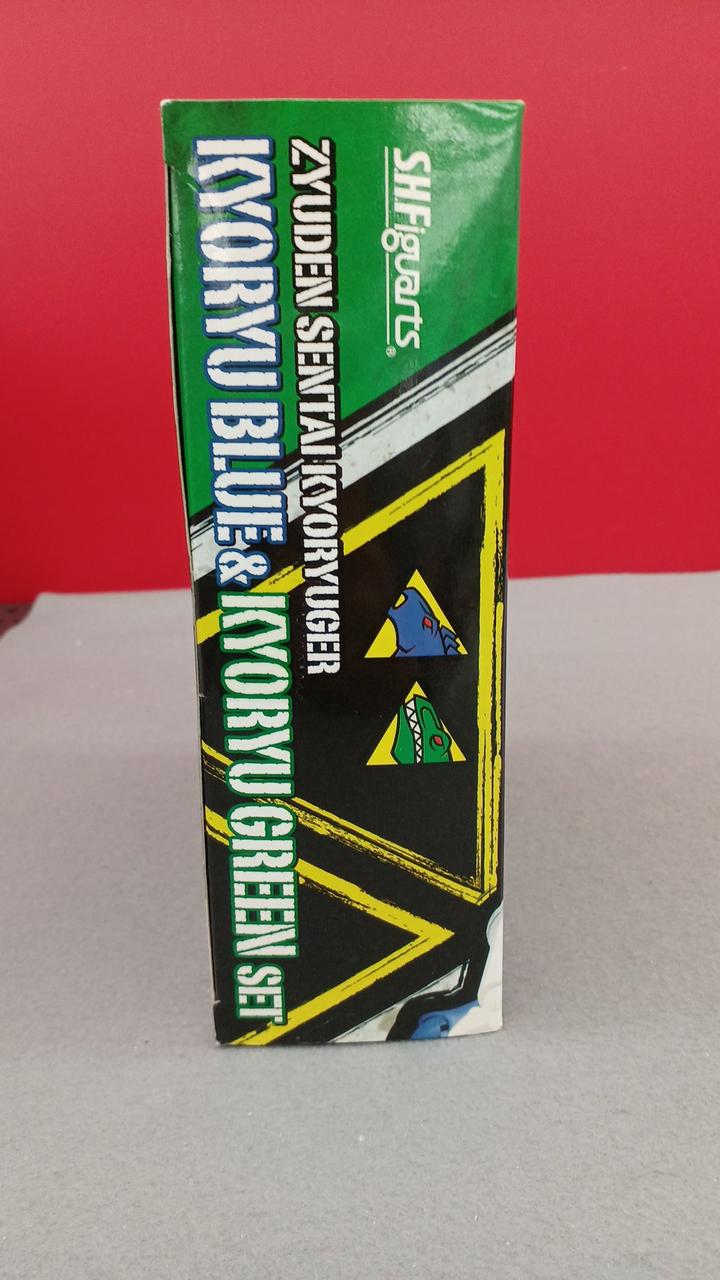 S.H.Figuarts®
ZYUDEN SENTAI KYORYUGER
KYORYU BLUE & KYORYU GREEN SET